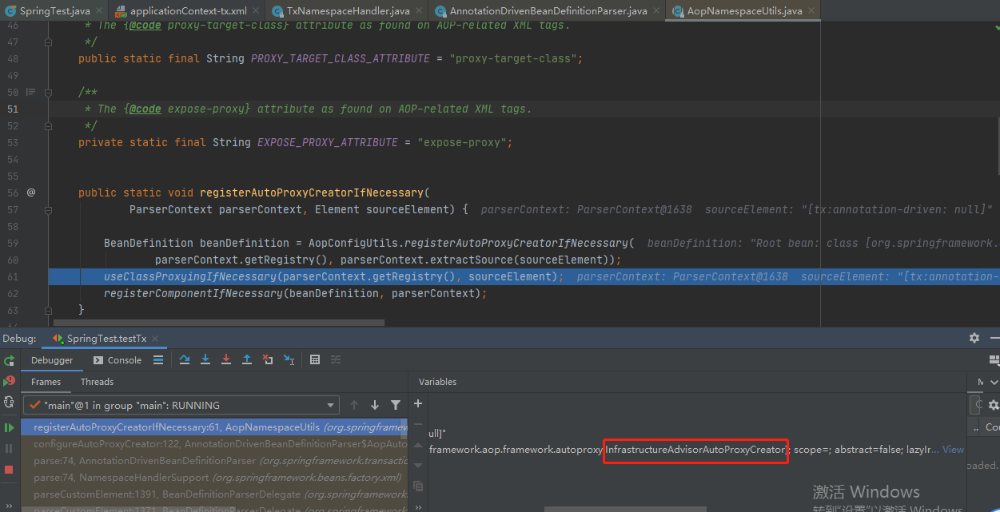 SpringTest.java applicationContext-tx.xml TxNamespaceHandler.java AnnotationDrivenBeanDefinitionParser.java AopNamespaceUtils.java
46 * The {@code proxy-target-class} attribute as found on AOP-related XML tags.
47 */
48 public static final String PROXY_TARGET_CLASS_ATTRIBUTE = "proxy-target-class";
49
50 /**
51 * The {@code expose-proxy} attribute as found on AOP-related XML tags.
52 */
53 private static final String EXPOSE_PROXY_ATTRIBUTE = "expose-proxy";
54
55
56 @ public static void registerAutoProxyCreatorIfNecessary(
57 ParserContext parserContext, Element sourceElement) { parserContext: ParserContext@1638 sourceElement: "[tx:annotation-driven: null]"
58
59 BeanDefinition beanDefinition = AopConfigUtils.registerAutoProxyCreatorIfNecessary( beanDefinition: "Root bean: class [org.springframework.
60 parserContext.getRegistry(), parserContext.extractSource(sourceElement));
61 useClassProxyingIfNecessary(parserContext.getRegistry(), sourceElement); parserContext: ParserContext@1638 sourceElement: "[tx:annotation-
62 registerComponentIfNecessary(beanDefinition, parserContext);
63 }
Debug: SpringTest.testTx
Debugger Console
Frames Threads Variables
"main"@1 in group "main": RUNNING
registerAutoProxyCreatorIfNecessary:61, AopNamespaceUtils (org.springframew
configureAutoProxyCreator:122, AnnotationDrivenBeanDefinitionParser$AopAuto
parse:74, AnnotationDrivenBeanDefinitionParser (org.springframework.transactio
parse:74, NamespaceHandlerSupport (org.springframework.beans.factory.xml)
parseCustomElement:1391, BeanDefinitionParserDelegate (org.springframework
parseCustomElement:1371, BeanDefinitionParserDelegate (org.springframework
ull]"
framework.aop.framework.autoproxy.InfrastructureAdvisorAutoProxyCreator]; scope=; abstract=false; lazyIr... View
.. Cou
oaded.
激活 Windows
转到"设置"以激活 Windows